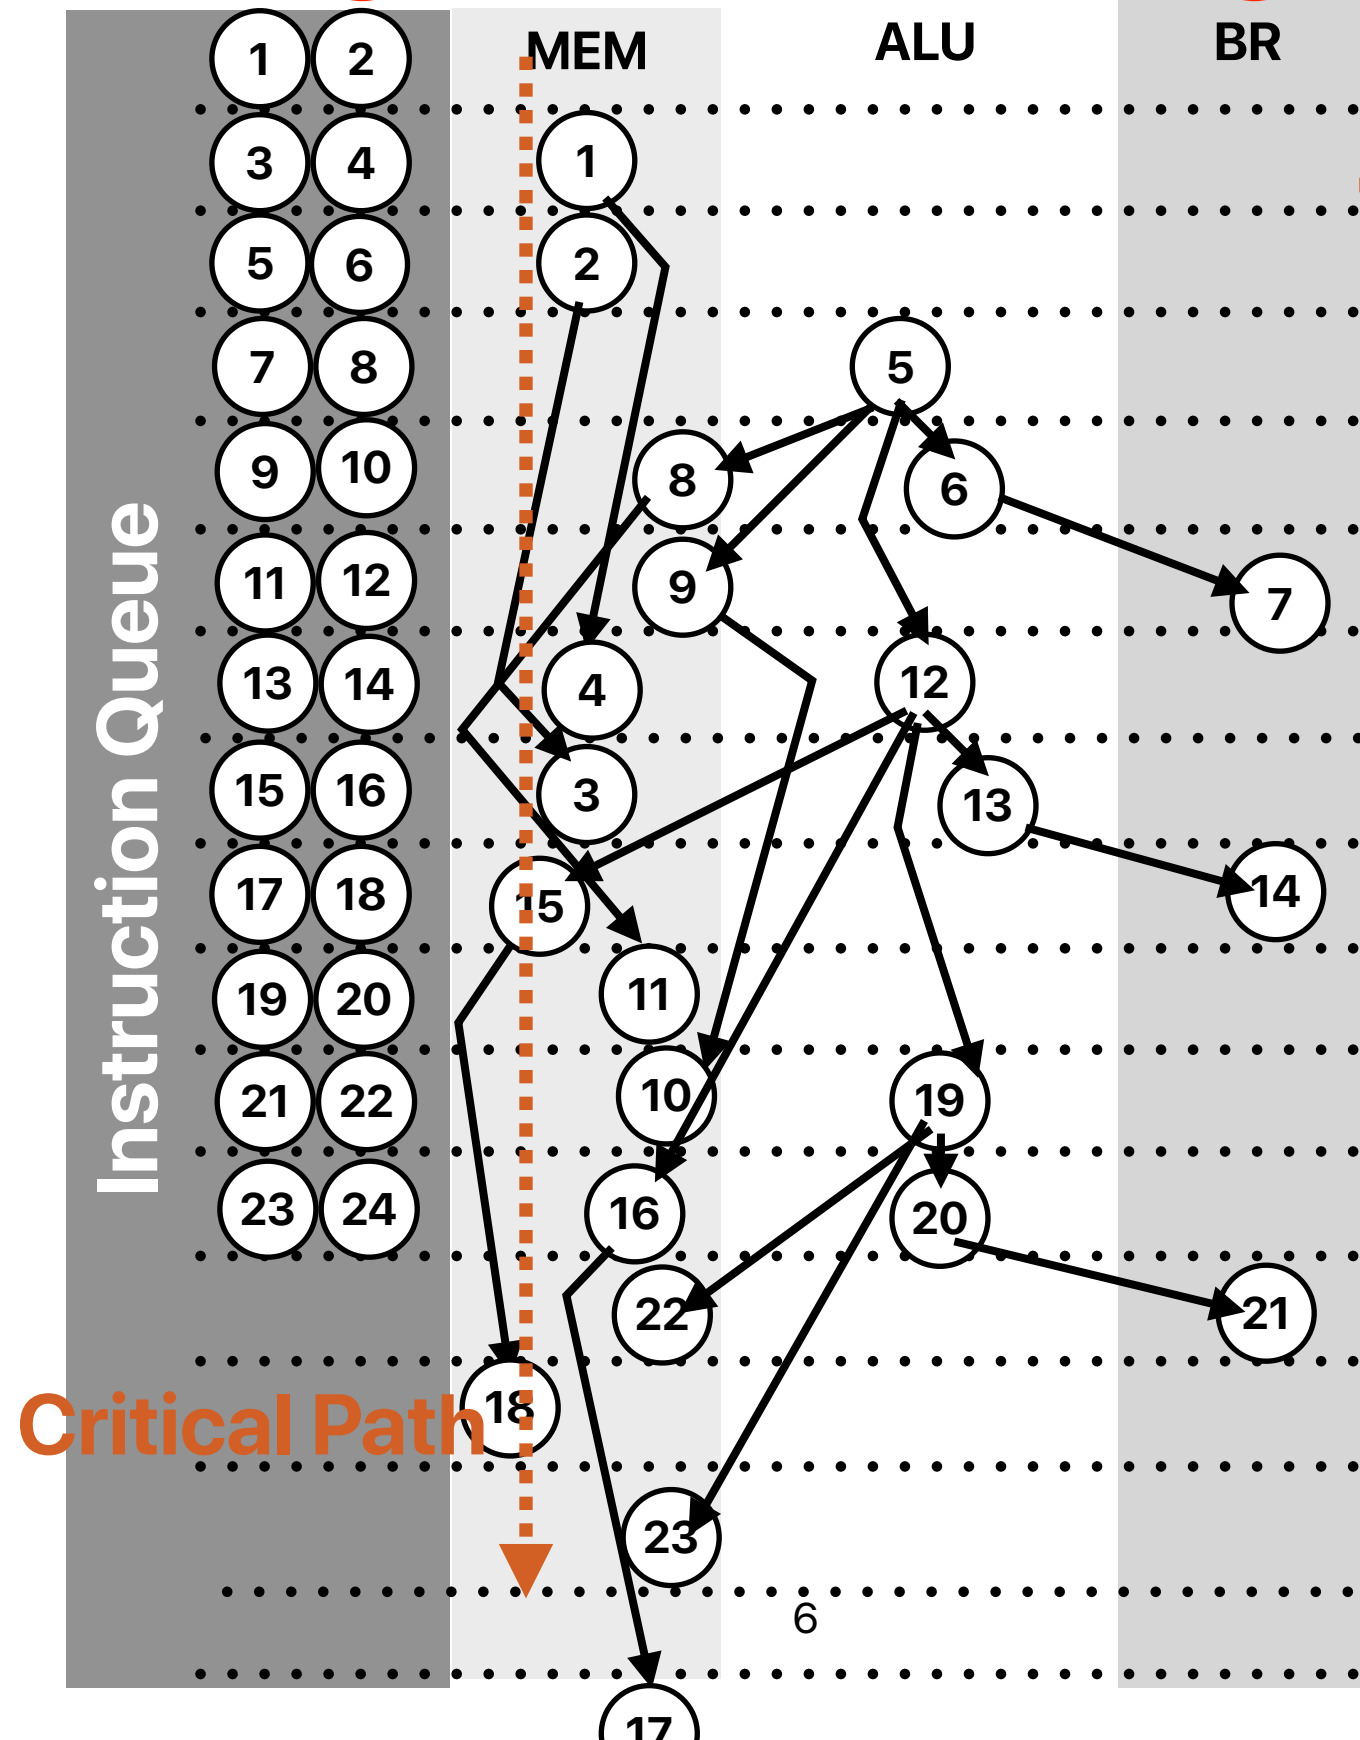 MEM ALU BR
1 2
3 4 1
5 6 2
7 8 5
9 10 8 6
11 12 9 7
13 14 4 12
15 16 3 13
17 18 15 14
19 20 11
21 22 10 19
23 24 16 20
22 21
18
23
6
17
Instruction Queue
Critical Path